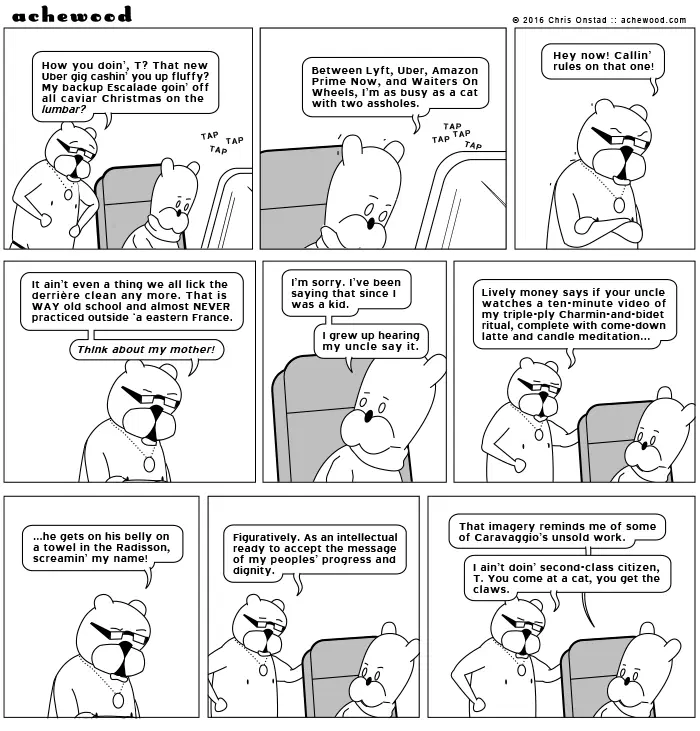 achewood
© 2016 Chris Onstad :: achewood.com
How you doin', T? That new
Uber gig cashin' you up fluffy?
My backup Escalade goin' off
all caviar Christmas on the
lumbar?
TAP
TAP
TAP
Between Lyft, Uber, Amazon
Prime Now, and Waiters On
Wheels, I'm as busy as a cat
with two assholes.
TAP
TAP
TAP
TAP
Hey now! Callin'
rules on that one!
It ain't even a thing we all lick the
derrière clean any more. That is
WAY old school and almost NEVER
practiced outside 'a eastern France.
Think about my mother!
I'm sorry. I've been
saying that since I
was a kid.
I grew up hearing
my uncle say it.
Lively money says if your uncle
watches a ten-minute video of
my triple-ply Charmin-and-bidet
ritual, complete with come-down
latte and candle meditation...
...he gets on his belly on
a towel in the Radisson,
screamin' my name!
Figuratively. As an intellectual
ready to accept the message
of my peoples' progress and
dignity.
That imagery reminds me of some
of Caravaggio's unsold work.
I ain't doin' second-class citizen,
T. You come at a cat, you get the
claws.